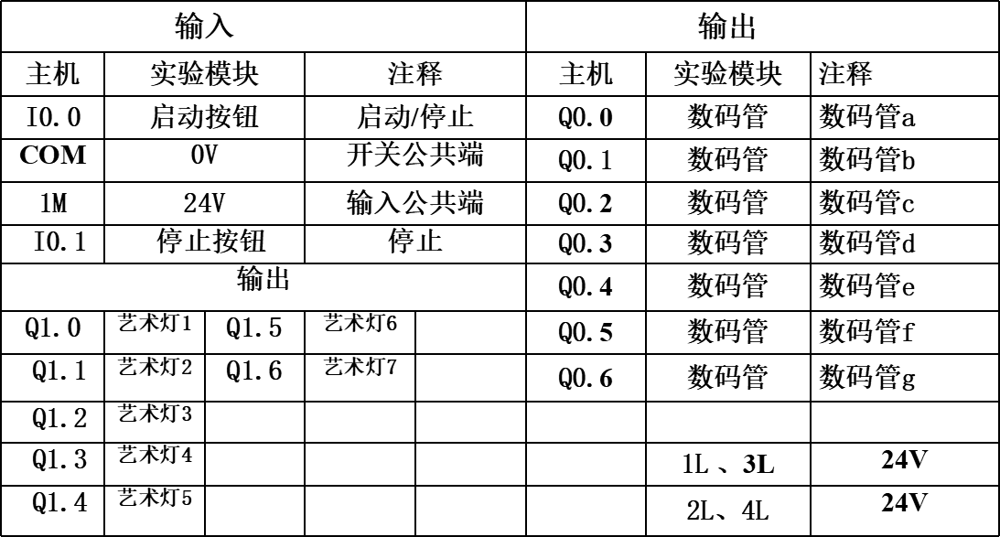 输入 输出
主机 实验模块 注释 主机 实验模块 注释
I0.0 启动按钮 启动/停止 Q0.0 数码管 数码管a
COM 0V 开关公共端 Q0.1 数码管 数码管b
1M 24V 输入公共端 Q0.2 数码管 数码管c
I0.1 停止按钮 停止 Q0.3 数码管 数码管d
输出 Q0.4 数码管 数码管e
Q1.0 艺术灯1 Q1.5 艺术灯6 Q0.5 数码管 数码管f
Q1.1 艺术灯2 Q1.6 艺术灯7 Q0.6 数码管 数码管g
Q1.2 艺术灯3
Q1.3 艺术灯4 1L 、3L 24V
Q1.4 艺术灯5 2L、4L 24V